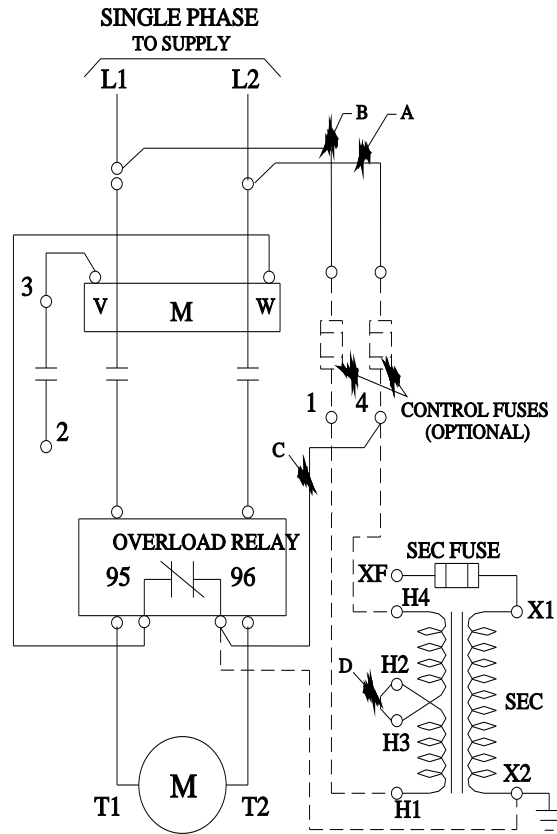 SINGLE PHASE
TO SUPPLY
L1 L2
B A
3
V M W
2
1 4
CONTROL FUSES
(OPTIONAL)
C
OVERLOAD RELAY
95 96
SEC FUSE
XF
H4 X1
H2
D
SEC
H3
X2
H1
T1 M T2